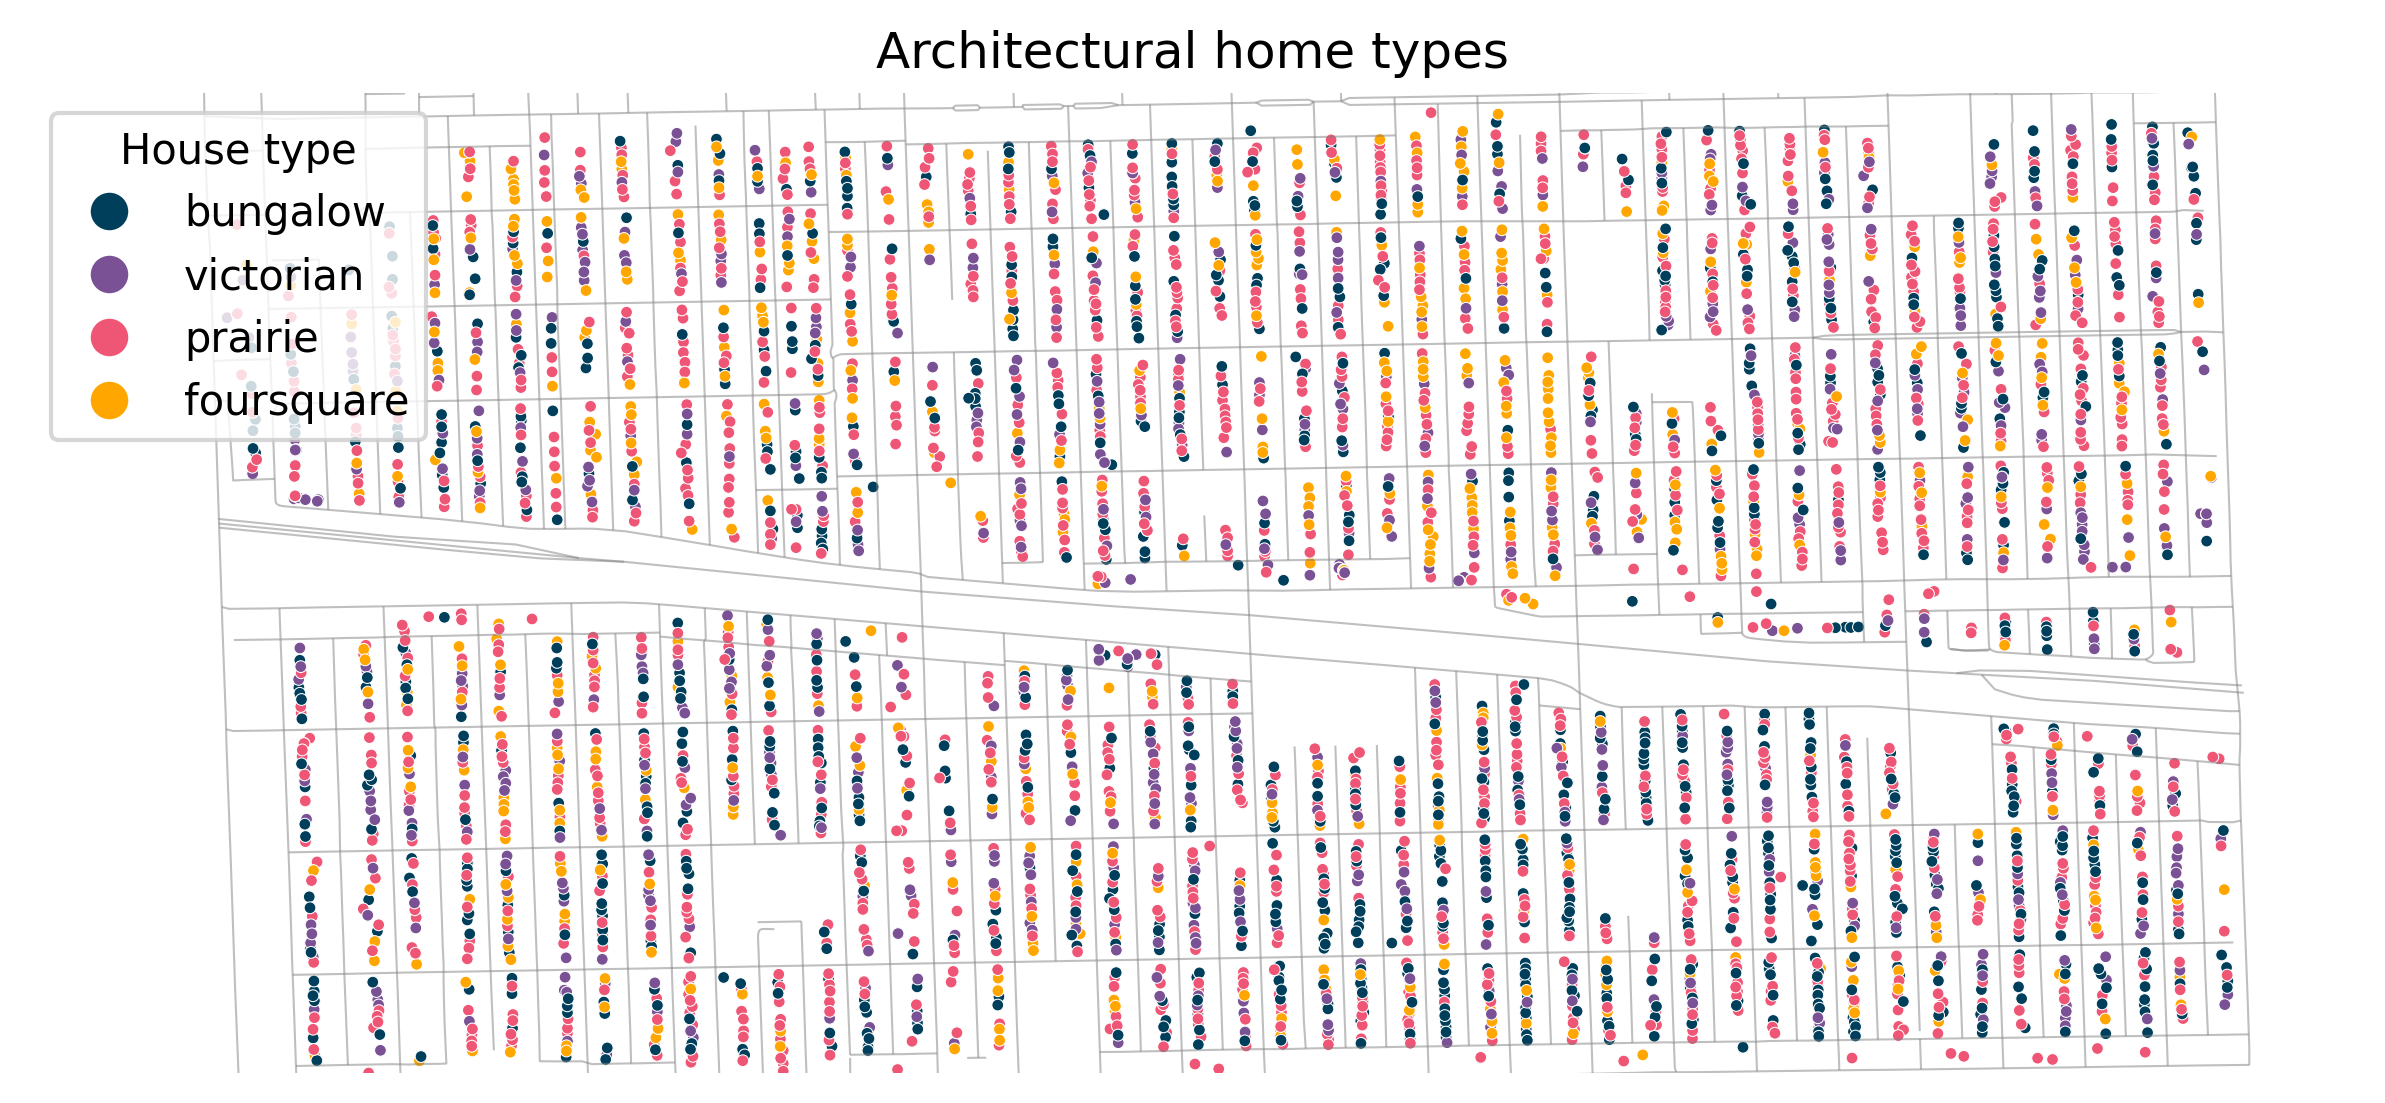 Architectural home types
House type
bungalow
victorian
prairie
foursquare